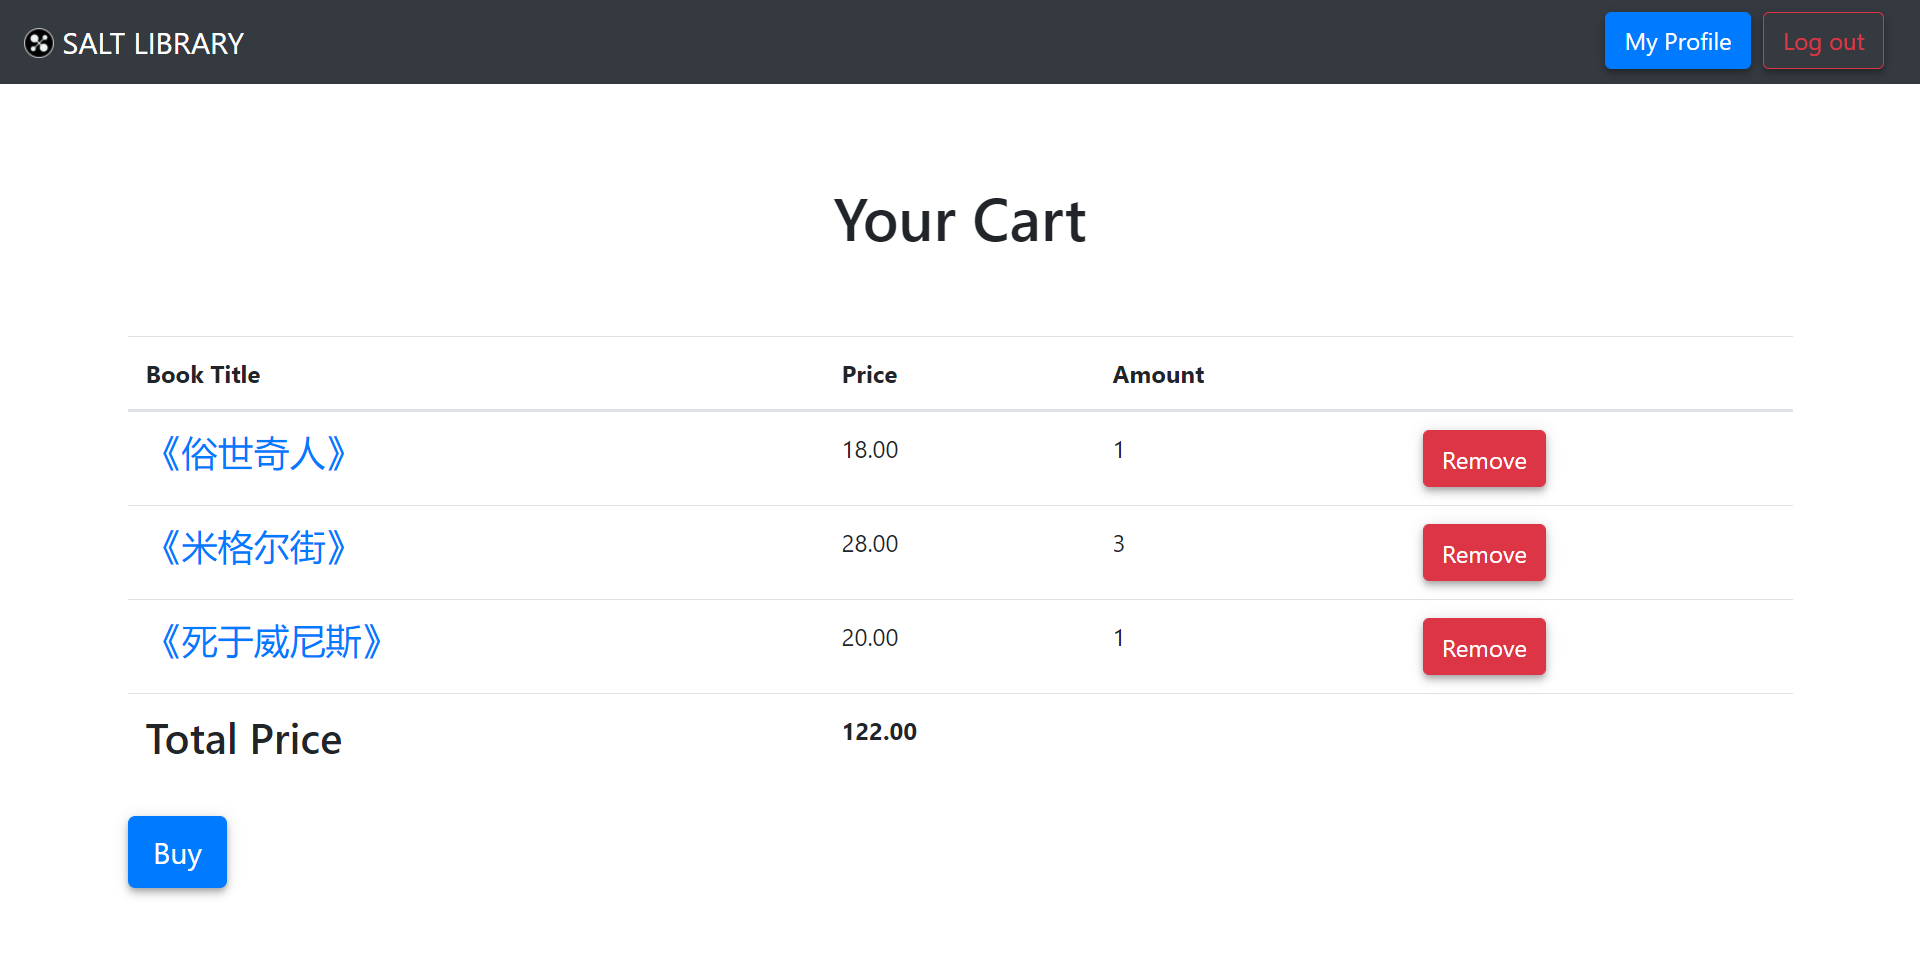 SALT LIBRARY My Profile Log out
Your Cart
Book Title Price Amount
《俗世奇人》 18.00 1 Remove
《米格尔街》 28.00 3 Remove
《死于威尼斯》 20.00 1 Remove
Total Price 122.00
Buy